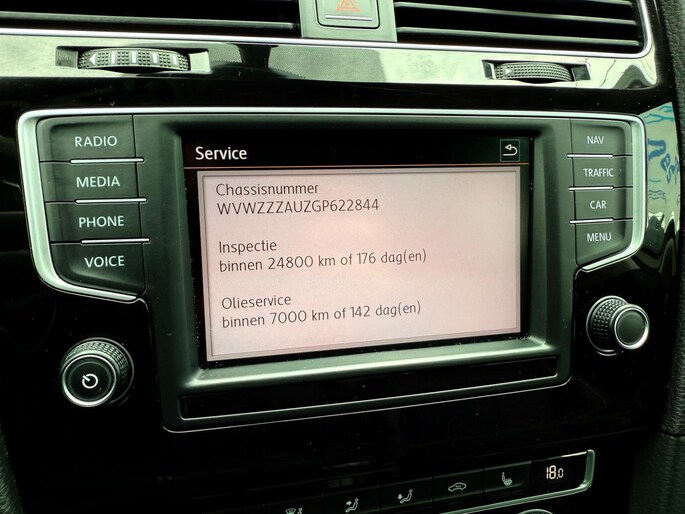 RADIO
MEDIA
PHONE
VOICE
Service
Chassisnummer
WVWZZZAUZGP622844
Inspectie
binnen 24800 km of 176 dag(en)
Olieservice
binnen 7000 km of 142 dag(en)
NAV
TRAFFIC
CAR
MENU
18.0